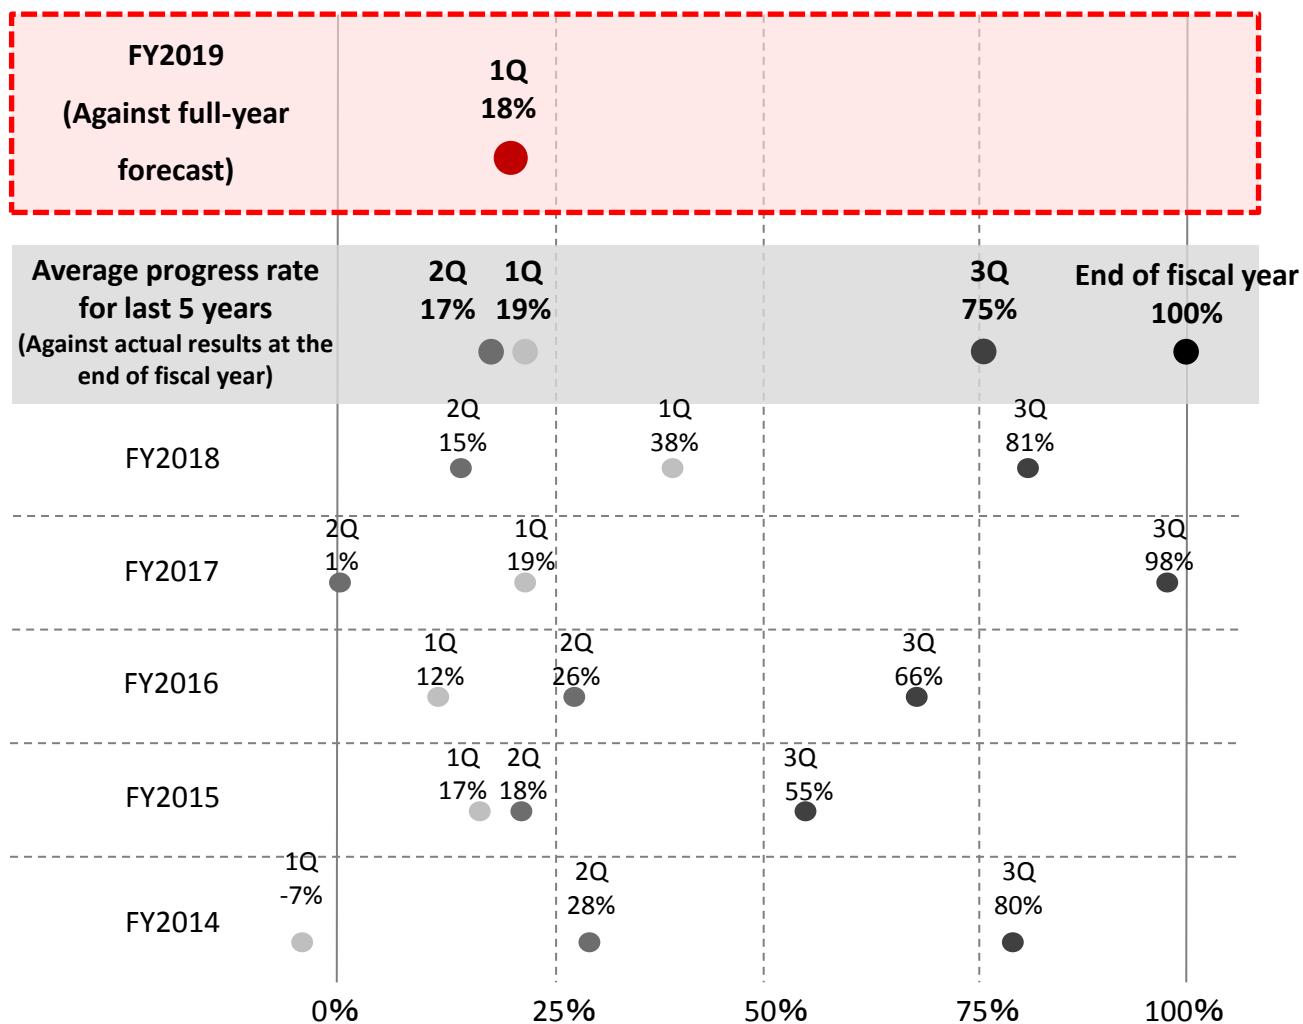 FY2019
(Against full-year
forecast)
1Q
18%
Average progress rate
for last 5 years
(Against actual results at the
end of fiscal year)
2Q 1Q 3Q End of fiscal year
17% 19% 75% 100%
FY2018
2Q 1Q 3Q
15% 38% 81%
FY2017
2Q 1Q 3Q
1% 19% 98%
FY2016
1Q 2Q 3Q
12% 26% 66%
FY2015
1Q 2Q 3Q
17% 18% 55%
FY2014
1Q 2Q 3Q
-7% 28% 80%
0% 25% 50% 75% 100%